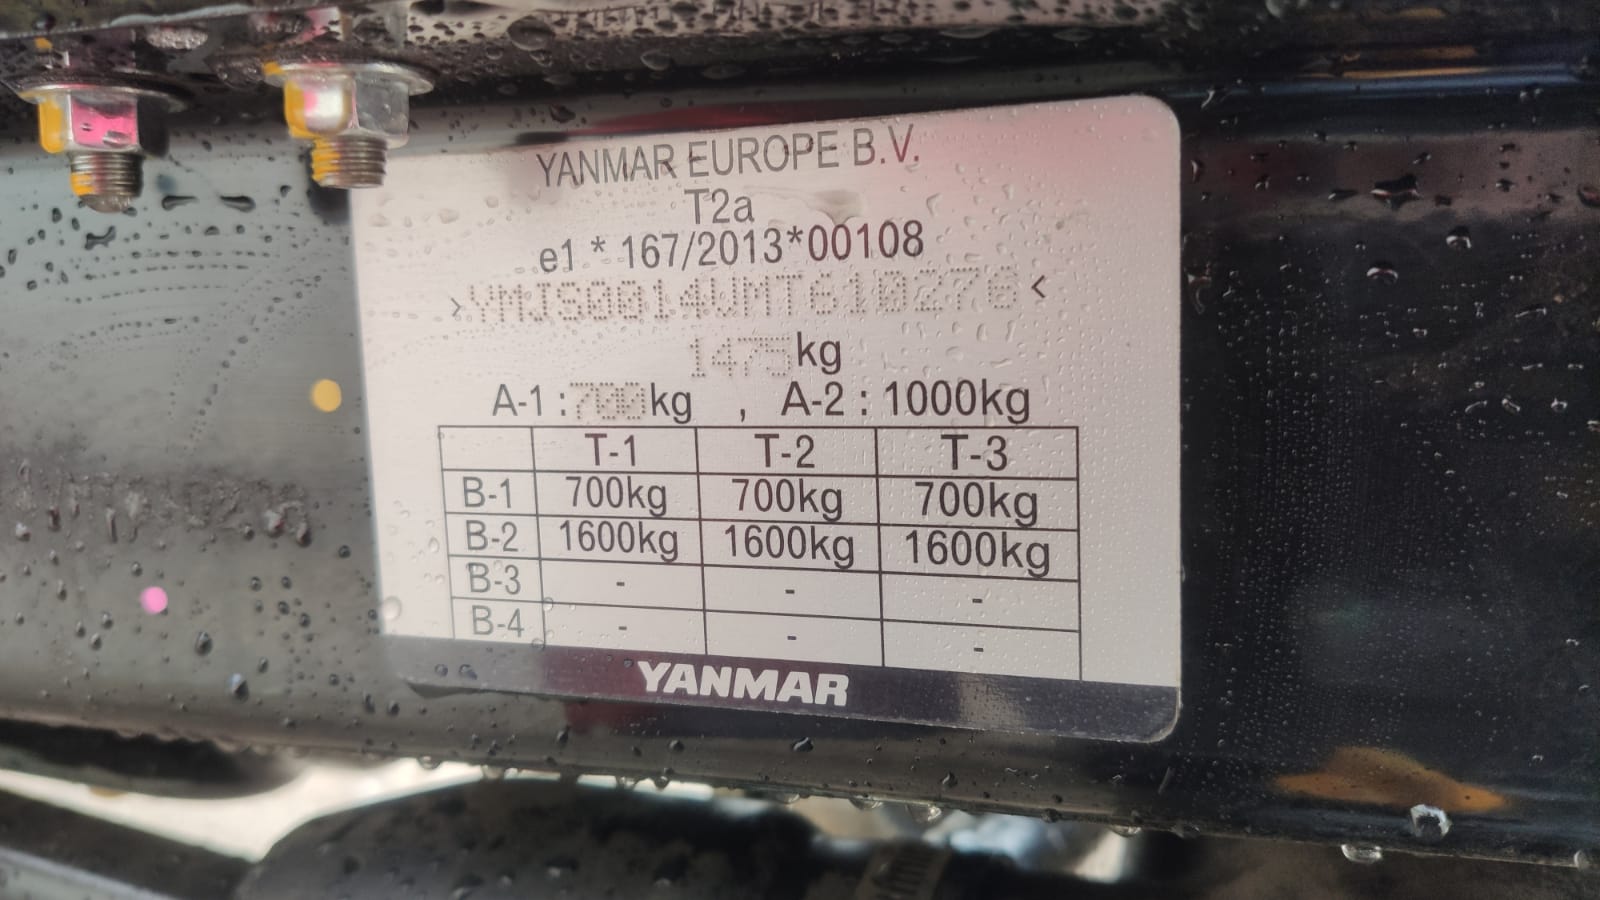 YANMAR EUROPE B.V.
T2a
e1 * 167/2013*00108
>YMJS0014VJMT610276<
1475kg
A-1 :700kg , A-2 : 1000kg
T-1 T-2 T-3
B-1 700kg 700kg 700kg
B-2 1600kg 1600kg 1600kg
B-3 - - -
B-4 - - -
YANMAR